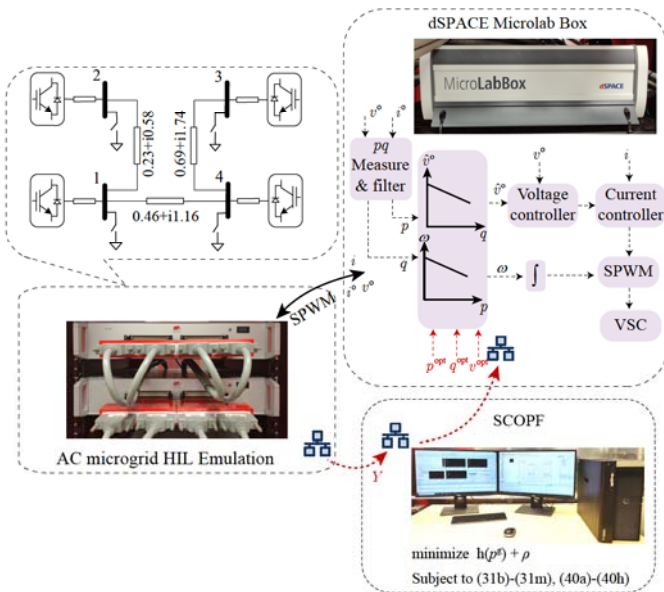 dSPACE Microlab Box
MicroLabBox
dSPACE
2
3
0.23+i0.58
0.69+i1.74
1
4
0.46+i1.16
v° i°
pq
Measure
& filter
p
q
v̂°
q
ω
p
v̂°
v°
i
Voltage
controller
Current
controller
ω
∫
SPWM
VSC
p^opt q^opt v^opt
SPWM
i
i° v°
AC microgrid HIL Emulation
Y
SCOPF
minimize h(p^g) + ρ
Subject to (31b)-(31m), (40a)-(40h)